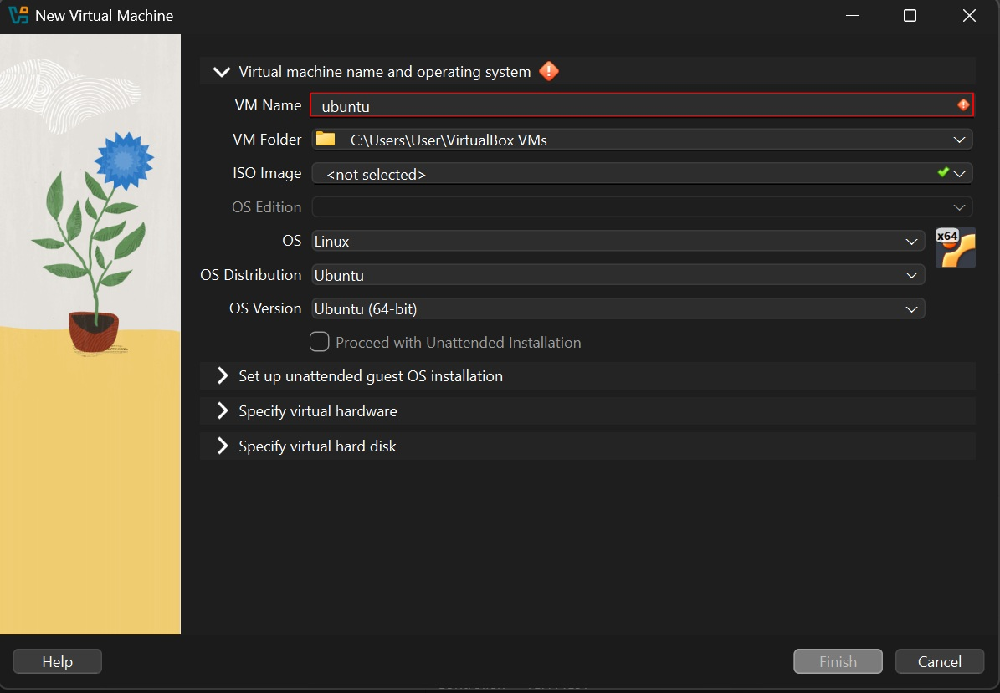 New Virtual Machine
Virtual machine name and operating system
VM Name ubuntu
VM Folder C:\Users\User\VirtualBox VMs
ISO Image <not selected>
OS Edition
OS Linux
x64
OS Distribution Ubuntu
OS Version Ubuntu (64-bit)
Proceed with Unattended Installation
Set up unattended guest OS installation
Specify virtual hardware
Specify virtual hard disk
Help Finish Cancel